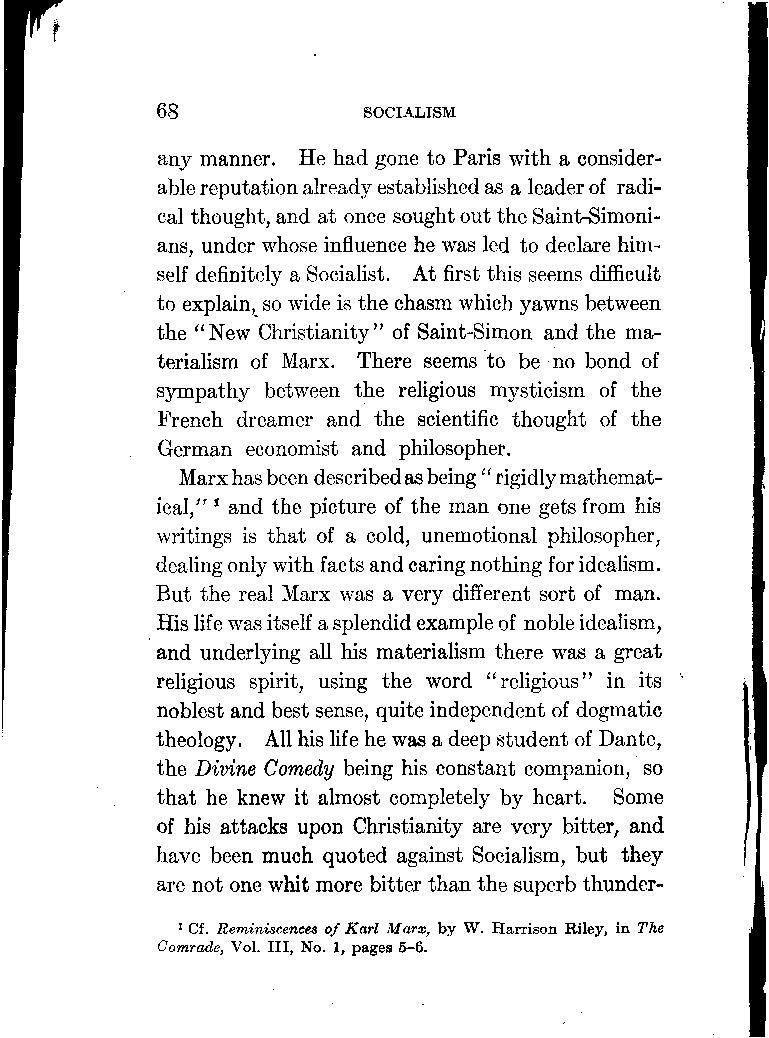 68 SOCIALISM
any manner. He had gone to Paris with a consider-
able reputation already established as a leader of radi-
cal thought, and at once sought out the Saint-Simoni-
ans, under whose influence he was led to declare him-
self definitely a Socialist. At first this seems difficult
to explain, so wide is the chasm which yawns between
the "New Christianity" of Saint-Simon and the ma-
terialism of Marx. There seems to be no bond of
sympathy between the religious mysticism of the
French dreamer and the scientific thought of the
German economist and philosopher.
Marx has been described as being "rigidly mathemat-
ical," ¹ and the picture of the man one gets from his
writings is that of a cold, unemotional philosopher,
dealing only with facts and caring nothing for idealism.
But the real Marx was a very different sort of man.
His life was itself a splendid example of noble idealism,
and underlying all his materialism there was a great
religious spirit, using the word "religious" in its
noblest and best sense, quite independent of dogmatic
theology. All his life he was a deep student of Dante,
the Divine Comedy being his constant companion, so
that he knew it almost completely by heart. Some
of his attacks upon Christianity are very bitter, and
have been much quoted against Socialism, but they
are not one whit more bitter than the superb thunder-
¹ Cf. Reminiscences of Karl Marx, by W. Harrison Riley, in The
Comrade, Vol. III, No. 1, pages 5–6.